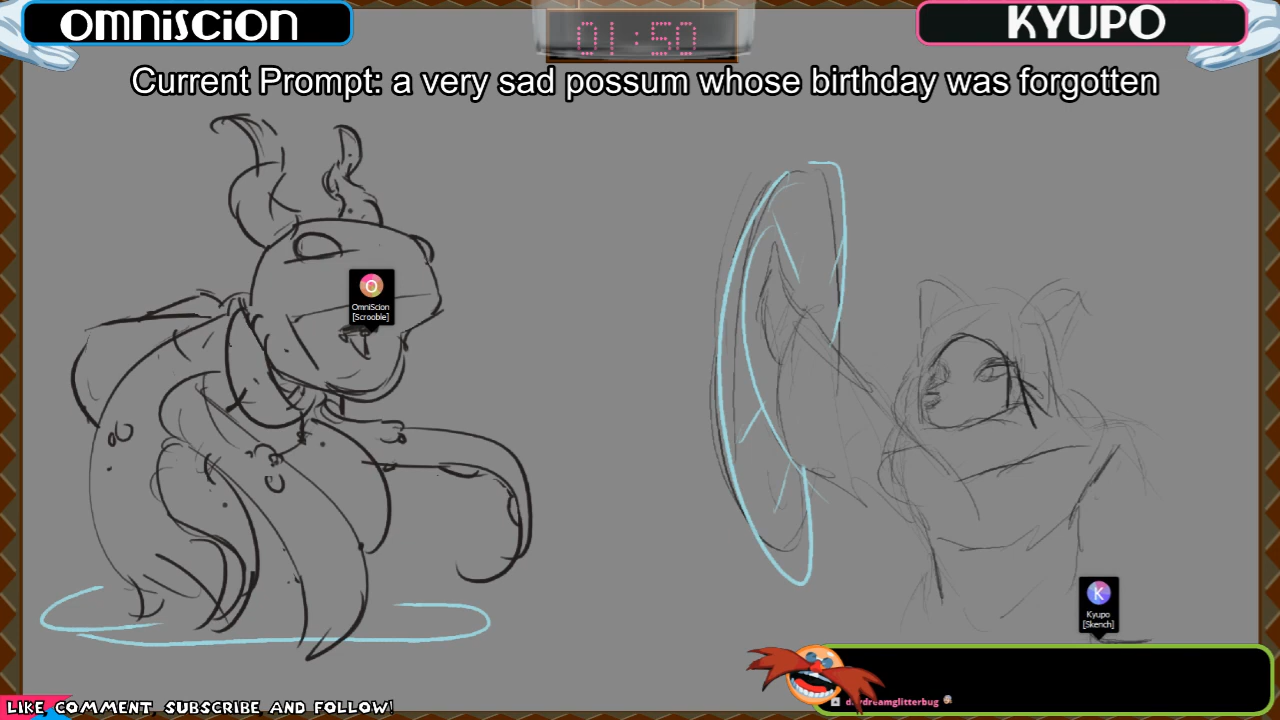 OMNISCION
01:50
KYUPO
Current Prompt: a very sad possum whose birthday was forgotten
Q
OmniScion
[Scrooble]
K
Kyupo
[Skench]
daydreamglitterbug
LIKE, COMMENT, SUBSCRIBE AND FOLLOW!